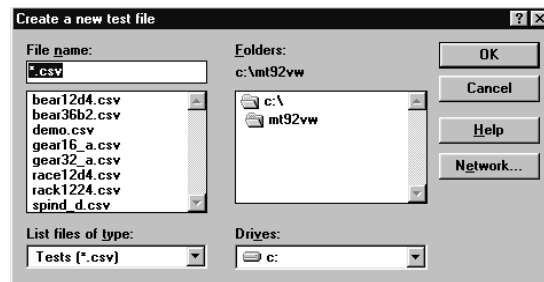 Create a new test file
File name:
*.csv
bear12d4.csv
bear36b2.csv
demo.csv
gear16_a.csv
gear32_a.csv
race12d4.csv
rack1224.csv
spind_d.csv
List files of type:
Tests (*.csv)
Folders:
c:\mt92vw
c:\
mt92vw
Drives:
c:
OK
Cancel
Help
Network...